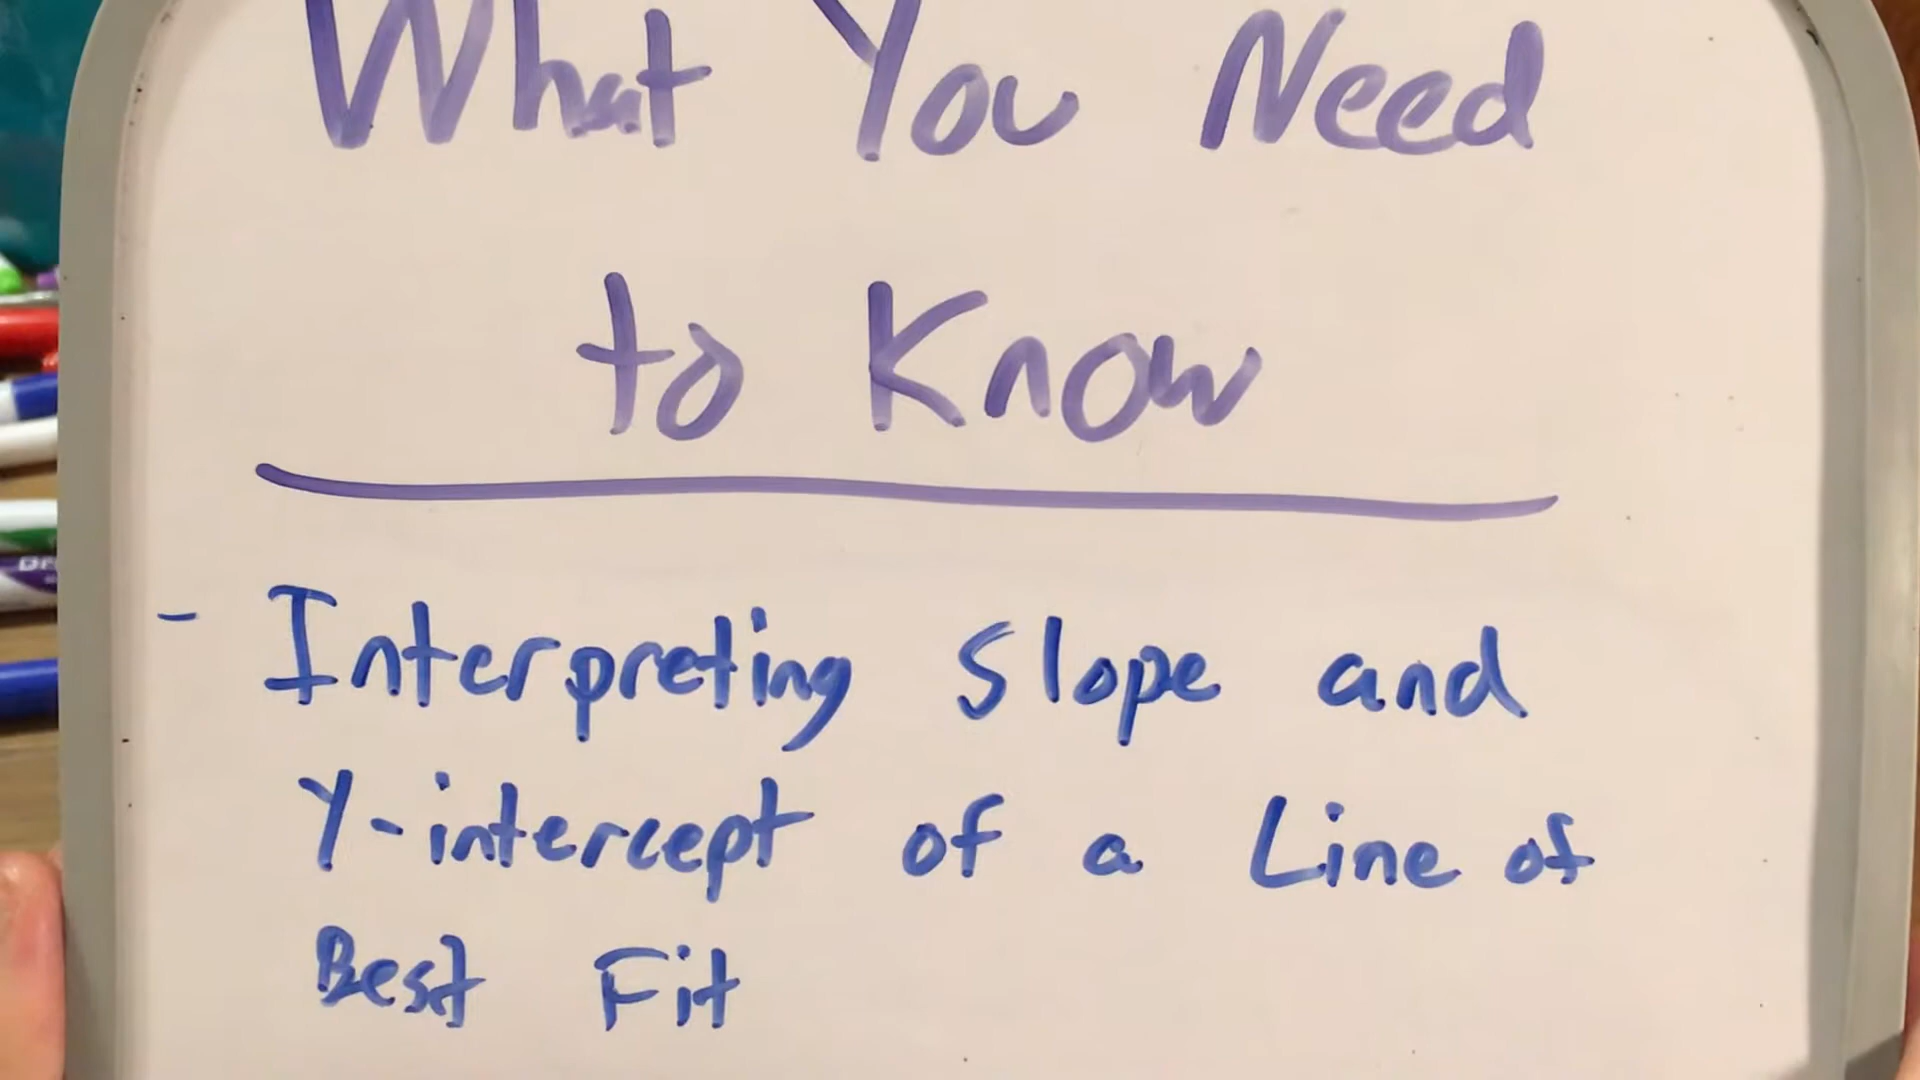 What You Need
to Know
- Interpreting Slope and
Y-intercept of a Line of
Best Fit